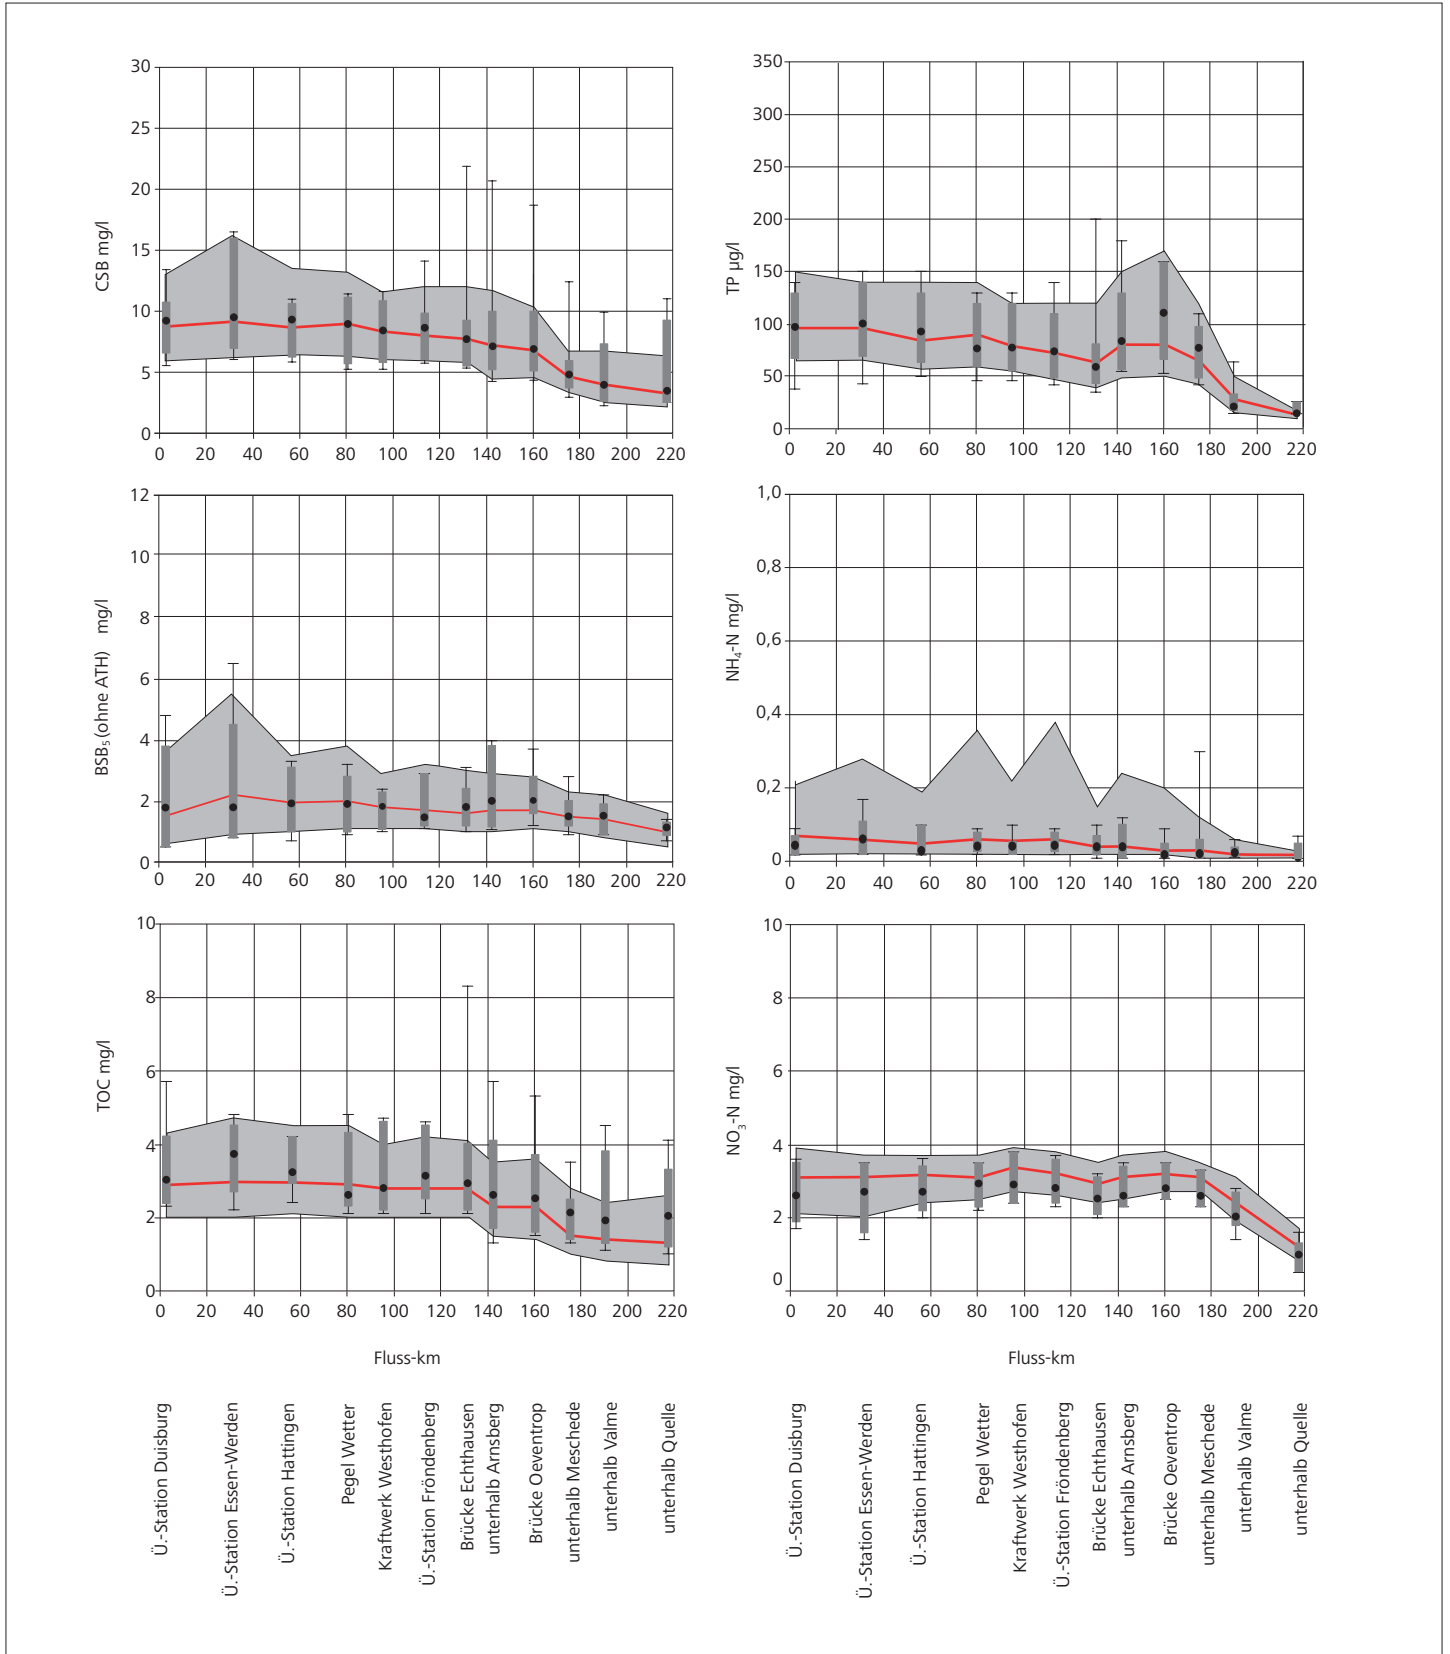 30
25
20
15
10
5
0
CSB mg/l
0 20 40 60 80 100 120 140 160 180 200 220
350
300
250
200
150
100
50
0
TP µg/l
0 20 40 60 80 100 120 140 160 180 200 220
12
10
8
6
4
2
0
BSB₅ (ohne ATH) mg/l
0 20 40 60 80 100 120 140 160 180 200 220
1,0
0,8
0,6
0,4
0,2
0
NH₄-N mg/l
0 20 40 60 80 100 120 140 160 180 200 220
10
8
6
4
2
0
TOC mg/l
0 20 40 60 80 100 120 140 160 180 200 220
Fluss-km
10
8
6
4
2
0
NO₃-N mg/l
0 20 40 60 80 100 120 140 160 180 200 220
Fluss-km
Ü.-Station Duisburg
Ü.-Station Essen-Werden
Ü.-Station Hattingen
Pegel Wetter
Kraftwerk Westhofen
Ü.-Station Fröndenberg
Brücke Echthausen
unterhalb Arnsberg
Brücke Oeventrop
unterhalb Meschede
unterhalb Valme
unterhalb Quelle
Ü.-Station Duisburg
Ü.-Station Essen-Werden
Ü.-Station Hattingen
Pegel Wetter
Kraftwerk Westhofen
Ü.-Station Fröndenberg
Brücke Echthausen
unterhalb Arnsberg
Brücke Oeventrop
unterhalb Meschede
unterhalb Valme
unterhalb Quelle